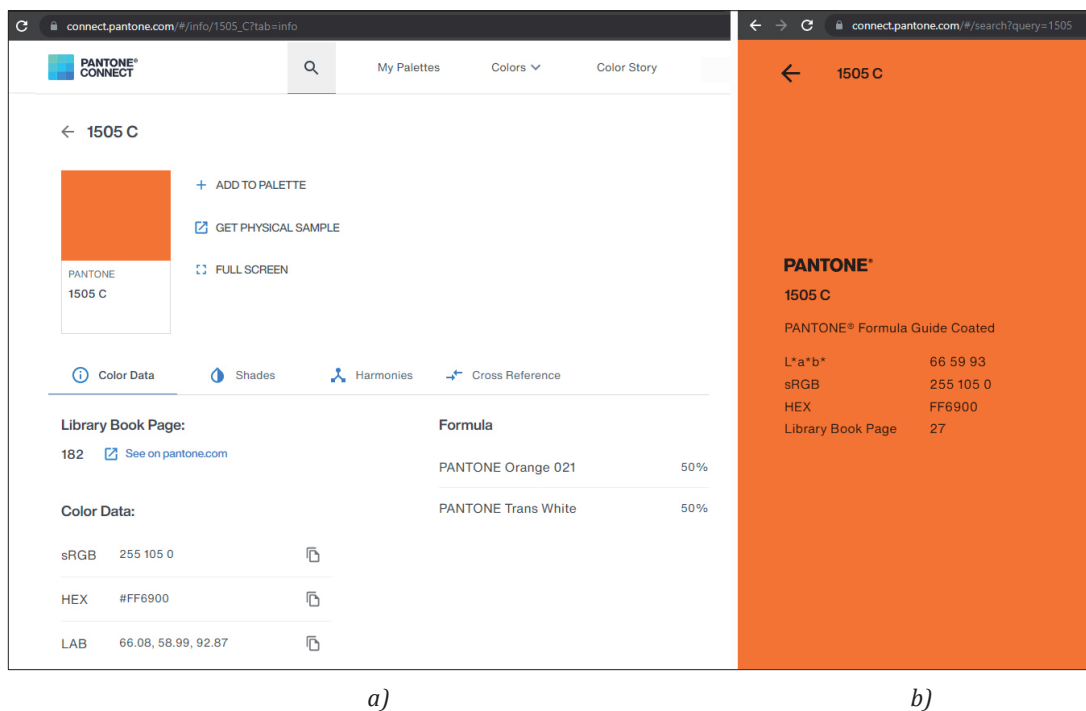 connect.pantone.com/#/info/1505_C?tab=info
PANTONE®
CONNECT
My Palettes
Colors
Color Story
1505 C
ADD TO PALETTE
GET PHYSICAL SAMPLE
FULL SCREEN
PANTONE
1505 C
Color Data
Shades
Harmonies
Cross Reference
Library Book Page:
182 See on pantone.com
Color Data:
sRGB 255 105 0
HEX #FF6900
LAB 66.08, 58.99, 92.87
Formula
PANTONE Orange 021 50%
PANTONE Trans White 50%
a)
connect.pantone.com/#/search?query=1505
1505 C
PANTONE®
1505 C
PANTONE® Formula Guide Coated
L*a*b* 66 59 93
sRGB 255 105 0
HEX FF6900
Library Book Page 27
b)